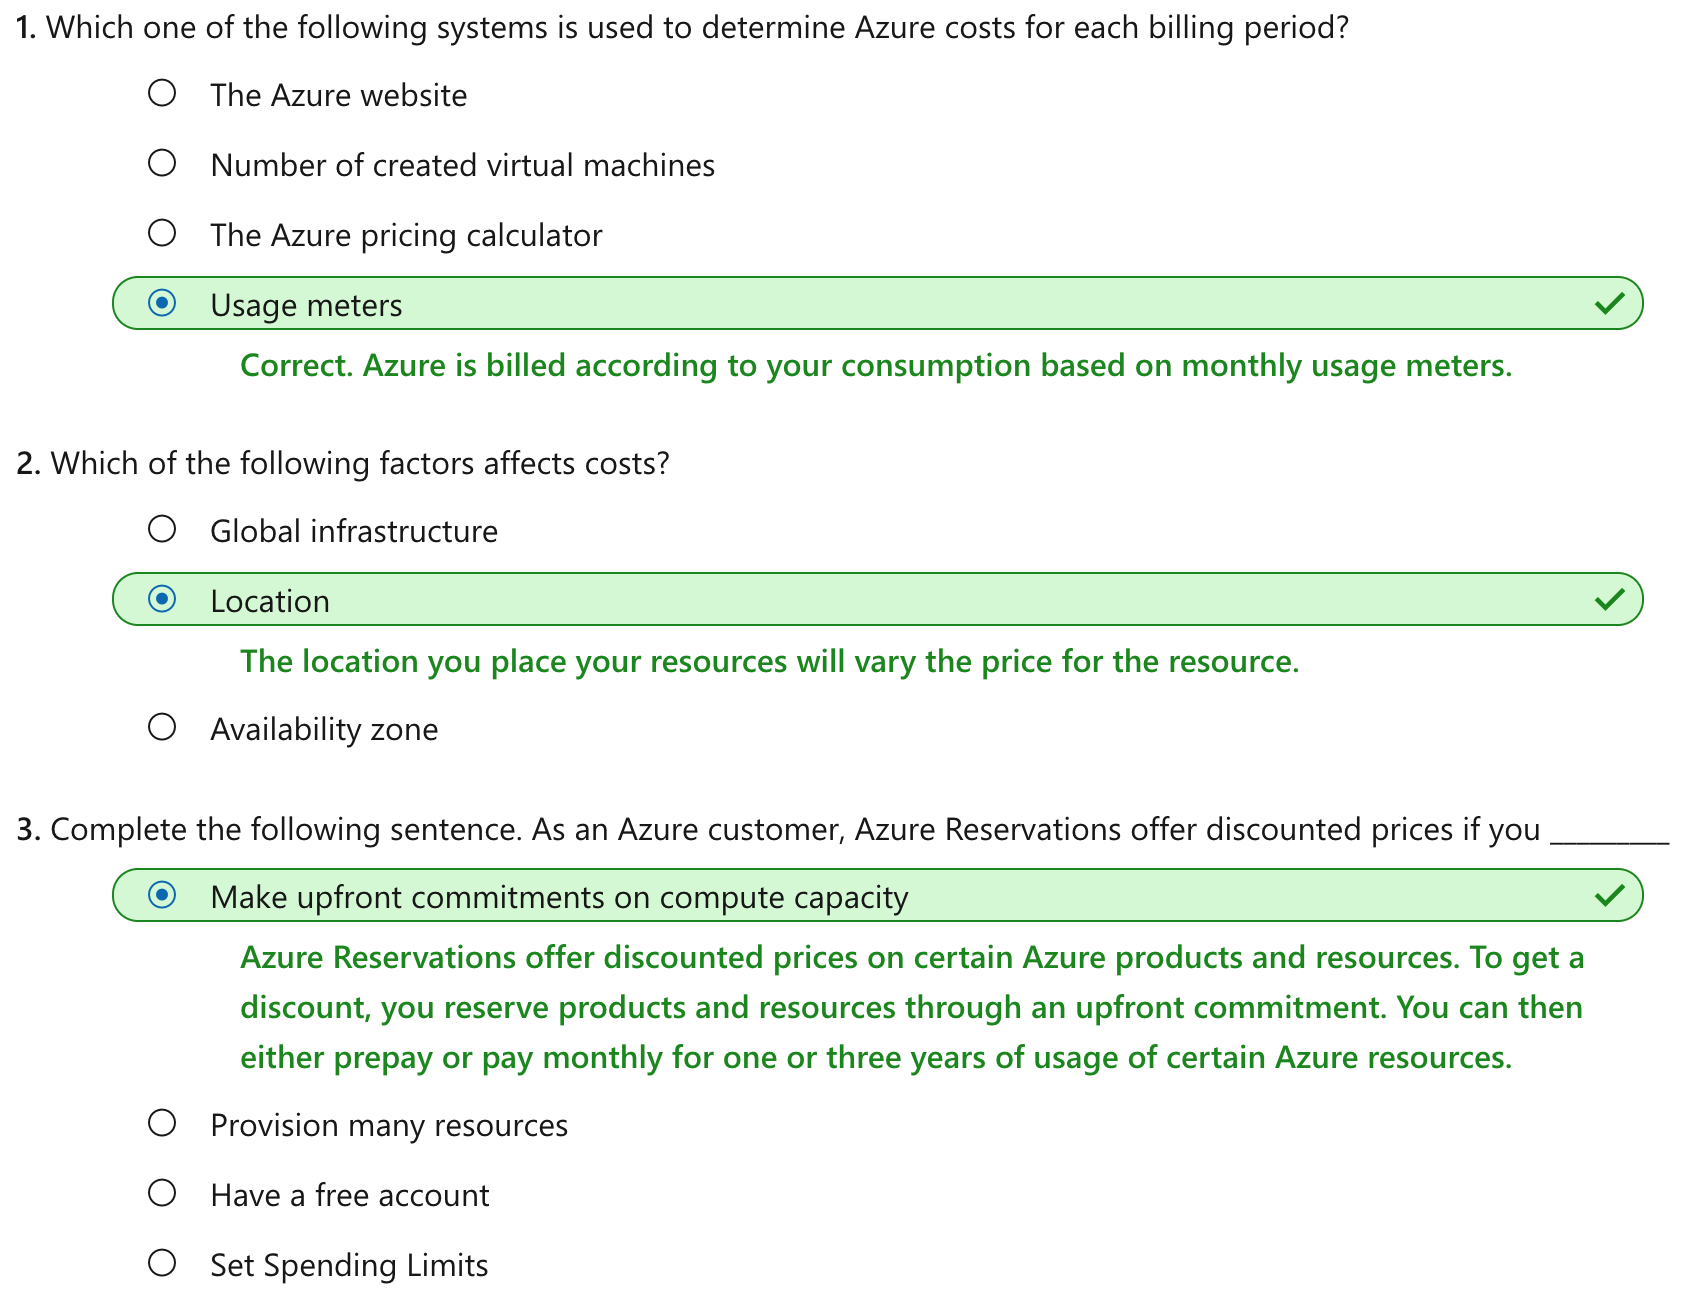 1. Which one of the following systems is used to determine Azure costs for each billing period?
The Azure website
Number of created virtual machines
The Azure pricing calculator
Usage meters
Correct. Azure is billed according to your consumption based on monthly usage meters.
2. Which of the following factors affects costs?
Global infrastructure
Location
The location you place your resources will vary the price for the resource.
Availability zone
3. Complete the following sentence. As an Azure customer, Azure Reservations offer discounted prices if you ________
Make upfront commitments on compute capacity
Azure Reservations offer discounted prices on certain Azure products and resources. To get a
discount, you reserve products and resources through an upfront commitment. You can then
either prepay or pay monthly for one or three years of usage of certain Azure resources.
Provision many resources
Have a free account
Set Spending Limits